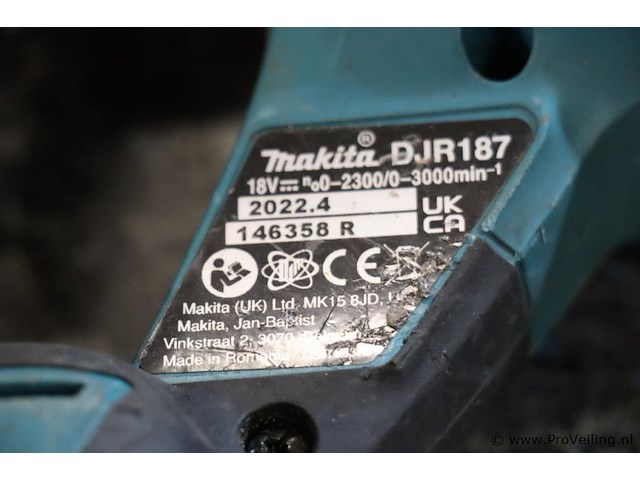 makita® DJR187
18V⎓ n₀0-2300/0-3000min⁻¹
2022.4
146358 R
UK
CA
CE
Makita (UK) Ltd. MK15 8JD,
Makita, Jan-Baptist
Vinkstraat 2, 3070
Made in Romania
© www.ProVeiling.nl